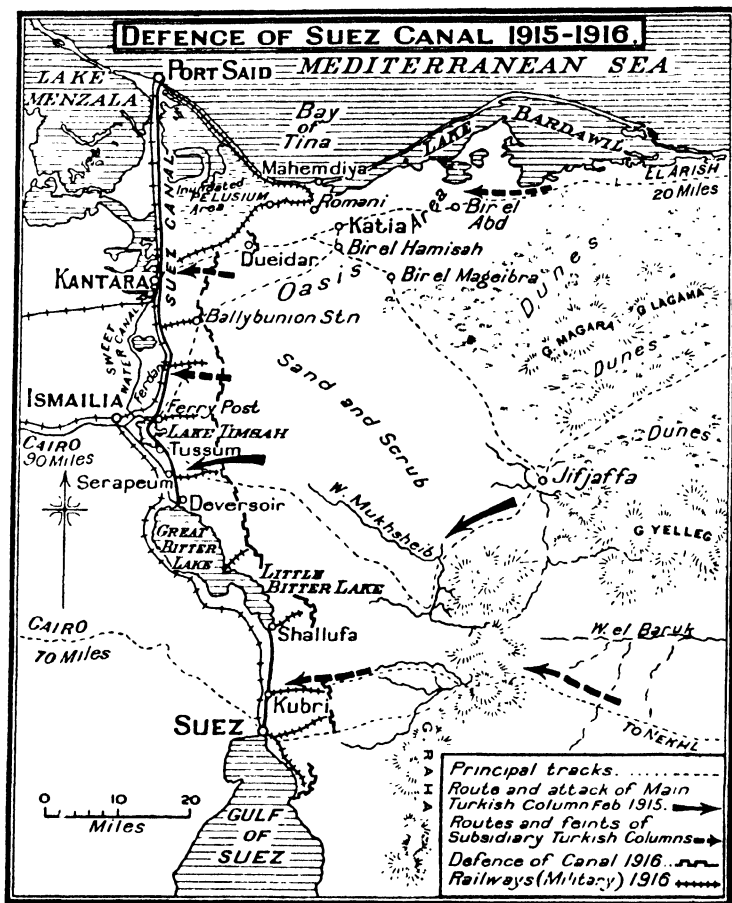 DEFENCE OF SUEZ CANAL 1915-1916.
LAKE
MENZALA
PORT SAID
MEDITERRANEAN SEA
Bay
of
Tina
LAKE BARDAWIL
Mahemdiya
EL ARISH
20 Miles
Inundated
PELUSIUM
Area
Romani
SUEZ CANAL
Katia Area
Bir el
Abd
Bir el Hamisah
Dueidar
Oasis
Bir el Mageibra
KANTARA
Dunes
G. LAGAMA
G. MAGARA
Dunes
Ballybunion Stn
SWEET
WATER CANAL
Ferdan
Sand and Scrub
ISMAILIA
Ferry Post
LAKE TIMSAH
Dunes
CAIRO
90 Miles
Tussum
Serapeum
Jifjaffa
Deversoir
W. Mukhsheib
GREAT
BITTER
LAKE
G. YELLEG
LITTLE
BITTER LAKE
CAIRO
70 Miles
Shallufa
W. el Baruk
Kubri
SUEZ
TO NEKHL
G. RAHA
0 10 20
Miles
GULF
OF
SUEZ
Principal tracks
Route and attack of Main
Turkish Column Feb 1915.
Routes and feints of
Subsidiary Turkish Columns
Defence of Canal 1916
Railways (Military) 1916